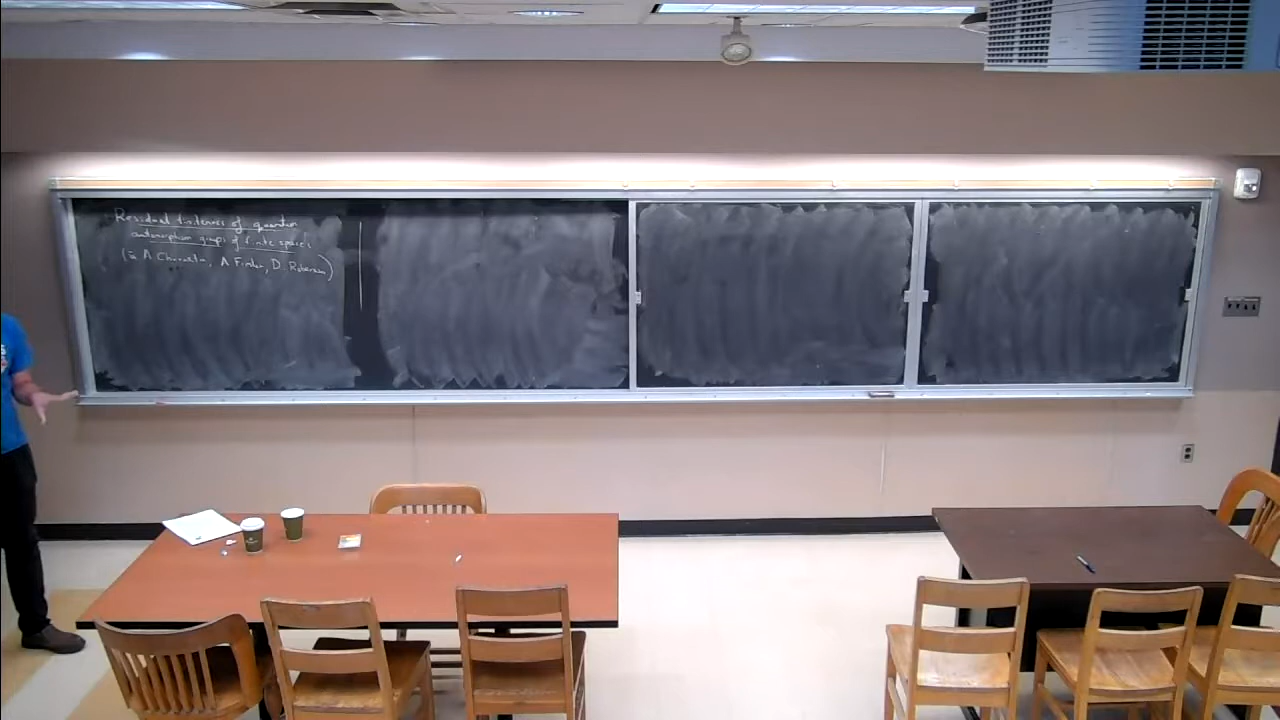 Residual finiteness of quantum
automorphism groups of finite spaces
(w A. Chirvasitu, A. Freslon, D. Roberson)